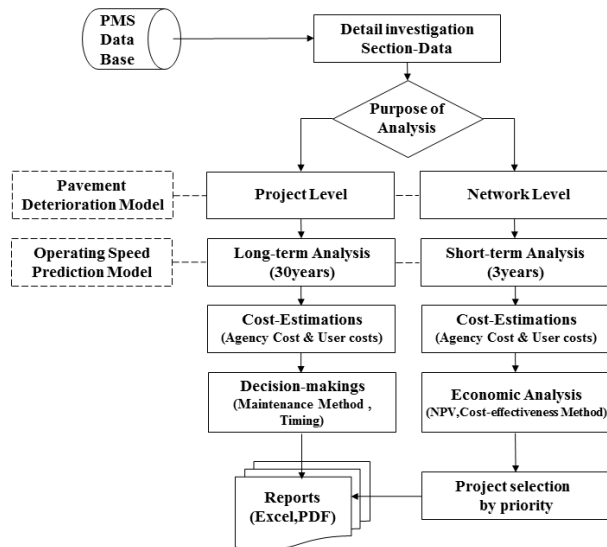 PMS
Data
Base
Detail investigation
Section-Data
Purpose of
Analysis
Pavement
Deterioration Model
Project Level
Network Level
Operating Speed
Prediction Model
Long-term Analysis
(30years)
Short-term Analysis
(3years)
Cost-Estimations
(Agency Cost & User costs)
Cost-Estimations
(Agency Cost & User costs)
Decision-makings
(Maintenance Method ,
Timing)
Economic Analysis
(NPV,Cost-effectiveness Method)
Reports
(Excel,PDF)
Project selection
by priority